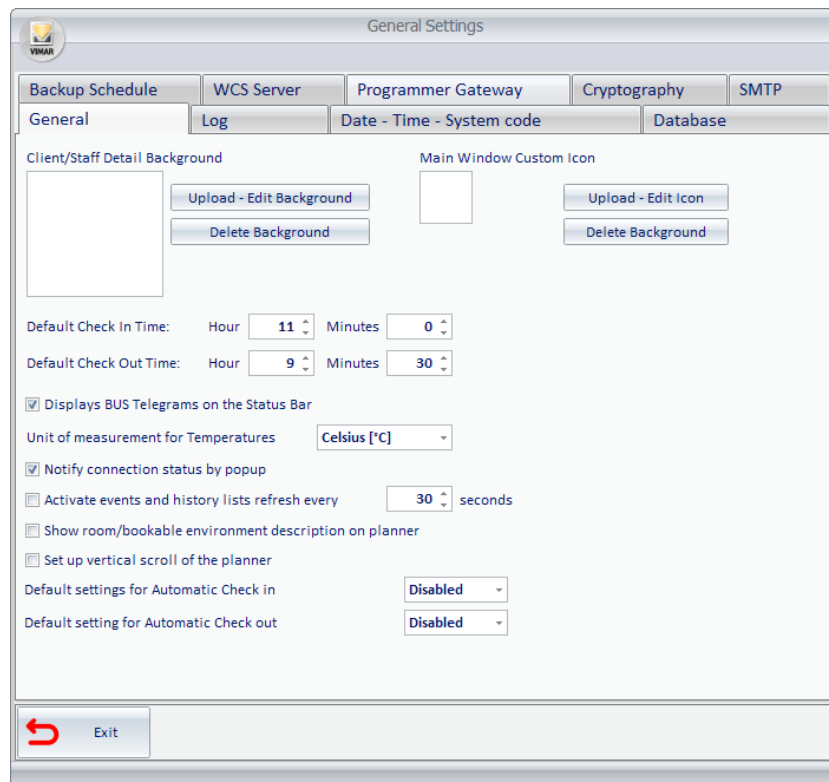 General Settings
VIMAR
Backup Schedule WCS Server Programmer Gateway Cryptography SMTP
General Log Date - Time - System code Database
Client/Staff Detail Background Main Window Custom Icon
Upload - Edit Background Upload - Edit Icon
Delete Background Delete Background
Default Check In Time: Hour 11 Minutes 0
Default Check Out Time: Hour 9 Minutes 30
Displays BUS Telegrams on the Status Bar
Unit of measurement for Temperatures Celsius [°C]
Notify connection status by popup
Activate events and history lists refresh every 30 seconds
Show room/bookable environment description on planner
Set up vertical scroll of the planner
Default settings for Automatic Check in Disabled
Default setting for Automatic Check out Disabled
Exit